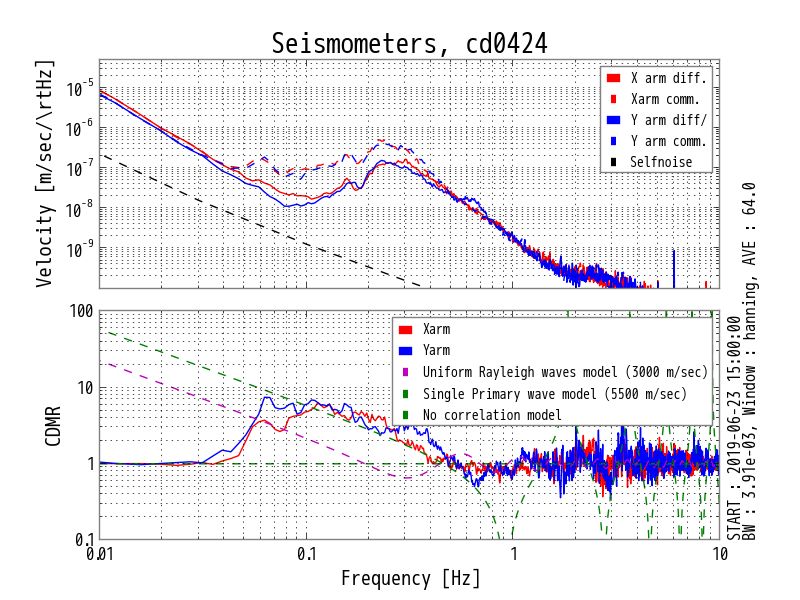 Seismometers, cd0424
Velocity [m/sec/\rtHz]
10-5
10-6
10-7
10-8
10-9
X arm diff.
Xarm comm.
Y arm diff/
Y arm comm.
Selfnoise
CDMR
100
10
1
0.1
Xarm
Yarm
Uniform Rayleigh waves model (3000 m/sec)
Single Primary wave model (5500 m/sec)
No correlation model
0.01
0.1
1
10
Frequency [Hz]
START : 2019-06-23 15:00:00
BW : 3.91e-03, Window : hanning, AVE : 64.0